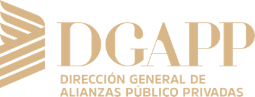 DGAPP
DIRECCIÓN GENERAL DE
ALIANZAS PÚBLICO PRIVADAS